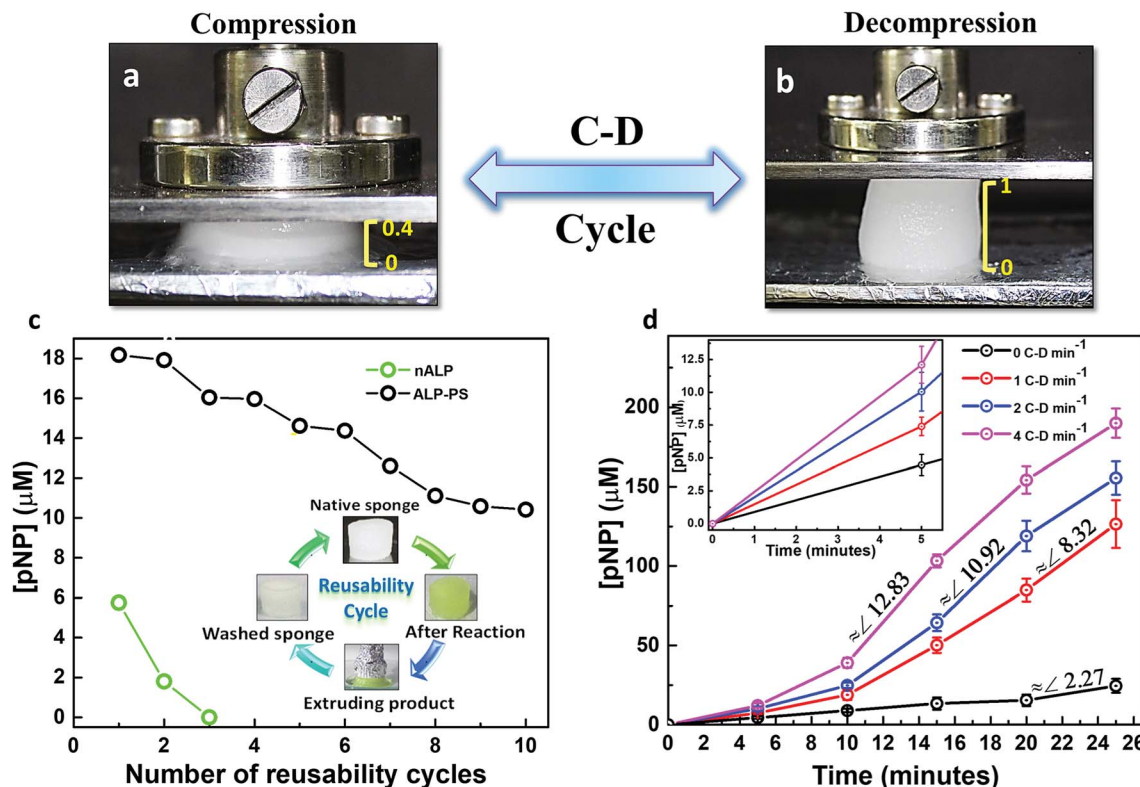 Compression
Decompression
a
0.4
0
C-D
Cycle
b
1
0
c
[pNP] (μM)
18
16
14
12
10
8
6
4
2
0
nALP
ALP-PS
Native sponge
Reusability
Cycle
Washed sponge
After Reaction
Extruding product
0 2 4 6 8 10
Number of reusability cycles
d
[pNP] (μM)
200
150
100
50
0
12.5
10.0
7.5
5.0
2.5
0.0
[pNP] (μM)
0 1 2 3 4 5
Time (minutes)
0 C-D min⁻¹
1 C-D min⁻¹
2 C-D min⁻¹
4 C-D min⁻¹
≈∠ 12.83
≈∠ 10.92
≈∠ 8.32
≈∠ 2.27
0 2 4 6 8 10 12 14 16 18 20 22 24 26
Time (minutes)